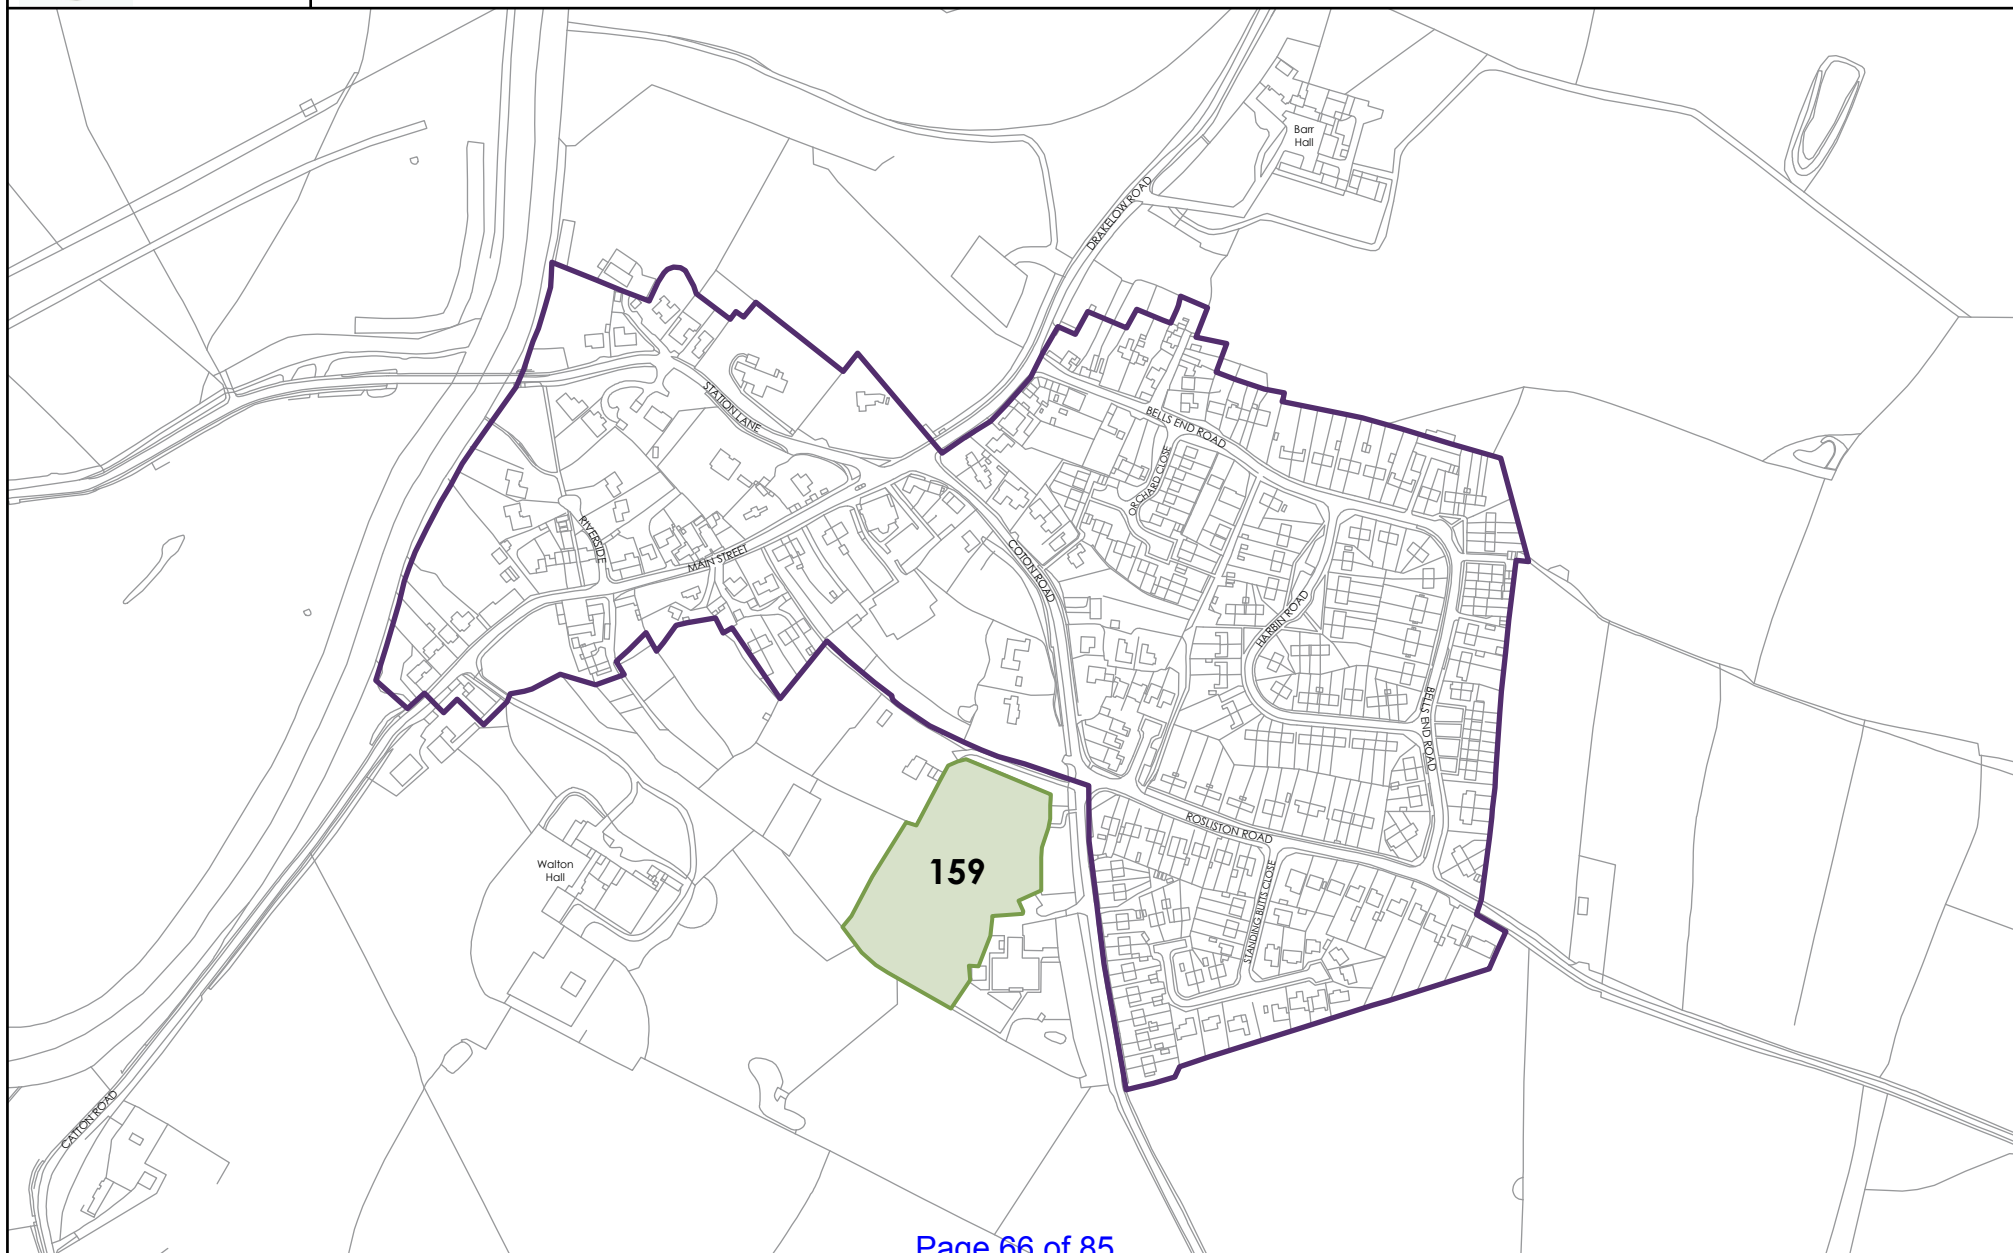 Barr
Hall
DRAKELOW ROAD
STATION LANE
BELLS END ROAD
ORCHARD CLOSE
RIVERSIDE
MAIN STREET
COTON ROAD
HARBIN ROAD
BELLS END ROAD
ROSLISTON ROAD
Walton
Hall
159
STANDING BUTTS CLOSE
CATTON ROAD
Page 66 of 85